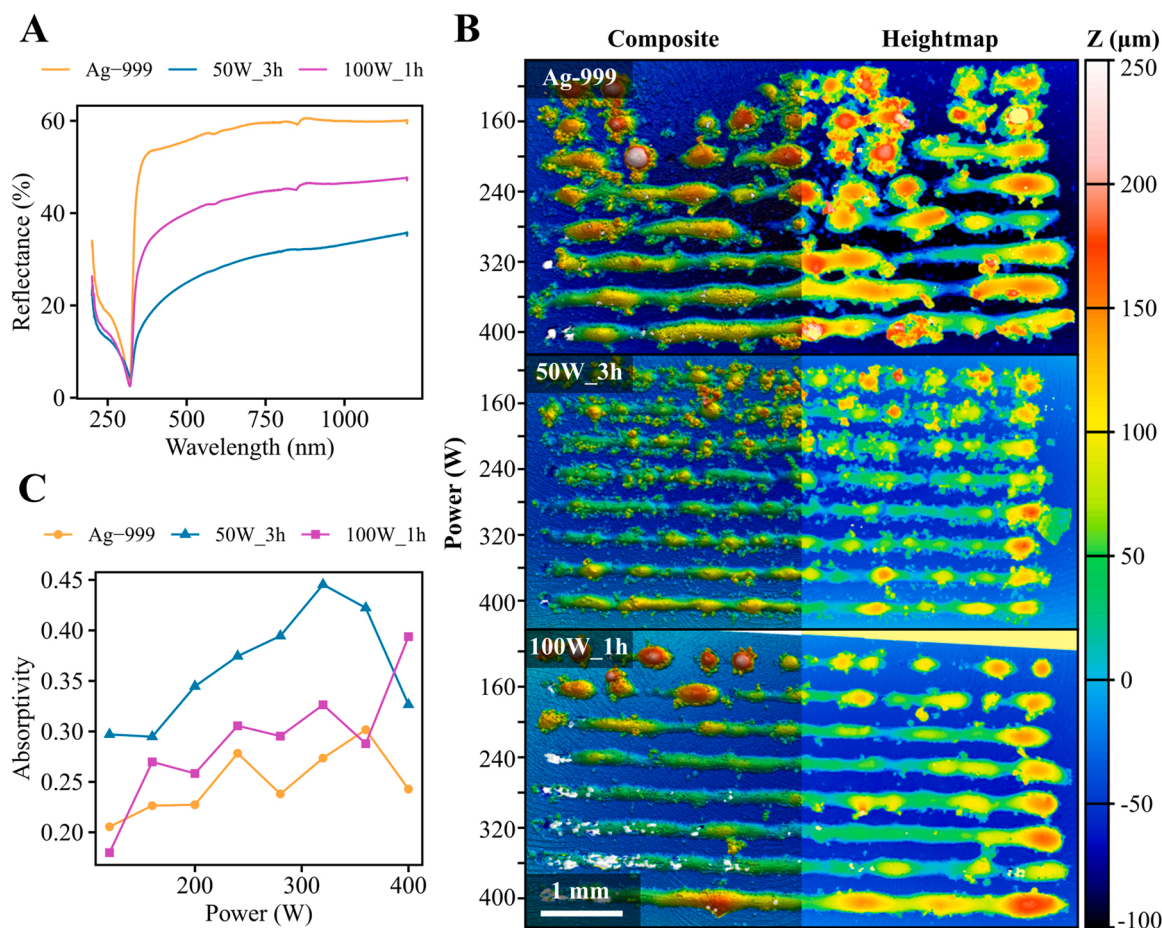 A
Ag−999 50W_3h 100W_1h
Reflectance (%)
60
40
20
0
250 500 750 1000
Wavelength (nm)
B
Composite Heightmap Z (μm)
Power (W)
Ag-999
160
240
320
400
50W_3h
160
240
320
400
100W_1h
160
240
320
400
1 mm
250
200
150
100
50
0
-50
-100
C
Ag−999 50W_3h 100W_1h
Absorptivity
0.45
0.40
0.35
0.30
0.25
0.20
200 300 400
Power (W)